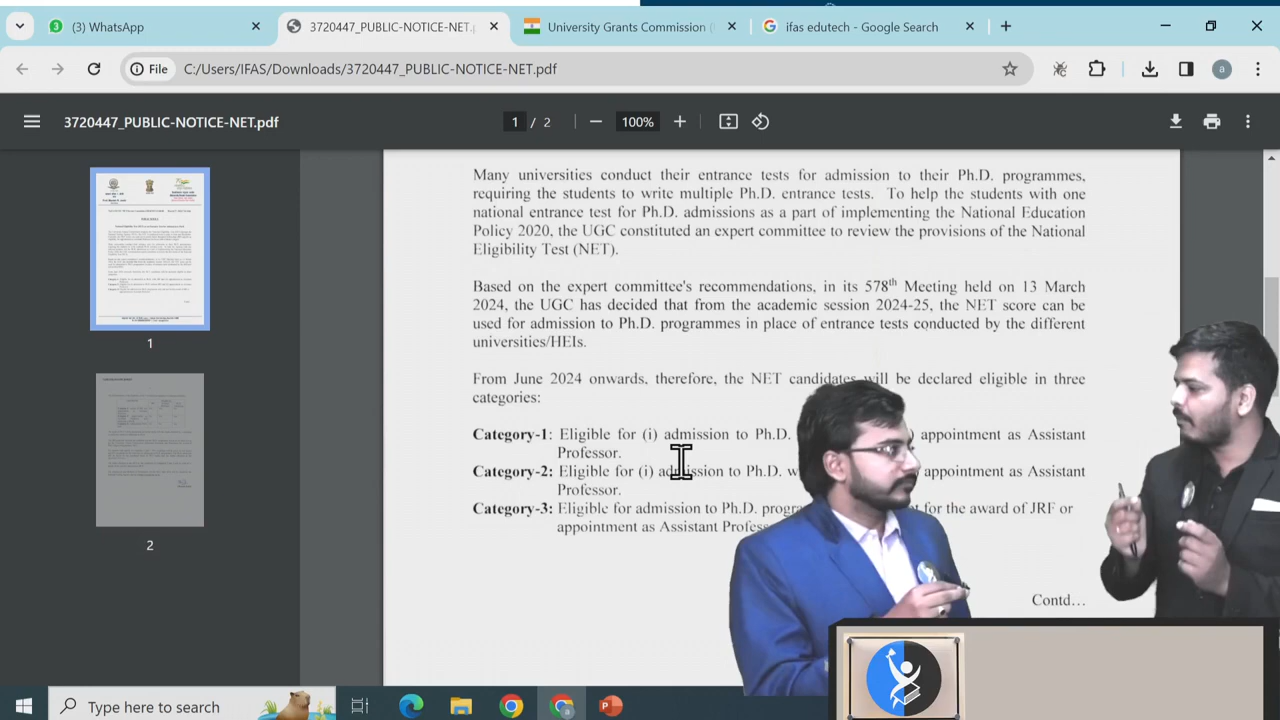 (3) WhatsApp
3720447_PUBLIC-NOTICE-NET.p
University Grants Commission (
ifas edutech - Google Search
File
C:/Users/IFAS/Downloads/3720447_PUBLIC-NOTICE-NET.pdf
a
3720447_PUBLIC-NOTICE-NET.pdf
1 / 2
100%
Many universities conduct their entrance tests for admission to their Ph.D. programmes,
requiring the students to write multiple Ph.D. entrance tests. To help the students with one
national entrance test for Ph.D. admissions as a part of implementing the National Education
Policy 2020, the UGC constituted an expert committee to review the provisions of the National
Eligibility Test (NET).
Based on the expert committee's recommendations, in its 578th Meeting held on 13 March
2024, the UGC has decided that from the academic session 2024-25, the NET score can be
used for admission to Ph.D. programmes in place of entrance tests conducted by the different
universities/HEIs.
From June 2024 onwards, therefore, the NET candidates will be declared eligible in three
categories:
Category-1: Eligible for (i) admission to Ph.D. appointment as Assistant
Professor.
Category-2: Eligible for (i) admission to Ph.D. w appointment as Assistant
Professor.
Category-3: Eligible for admission to Ph.D. progra t for the award of JRF or
appointment as Assistant Profess
Contd...
1
2
Type here to search